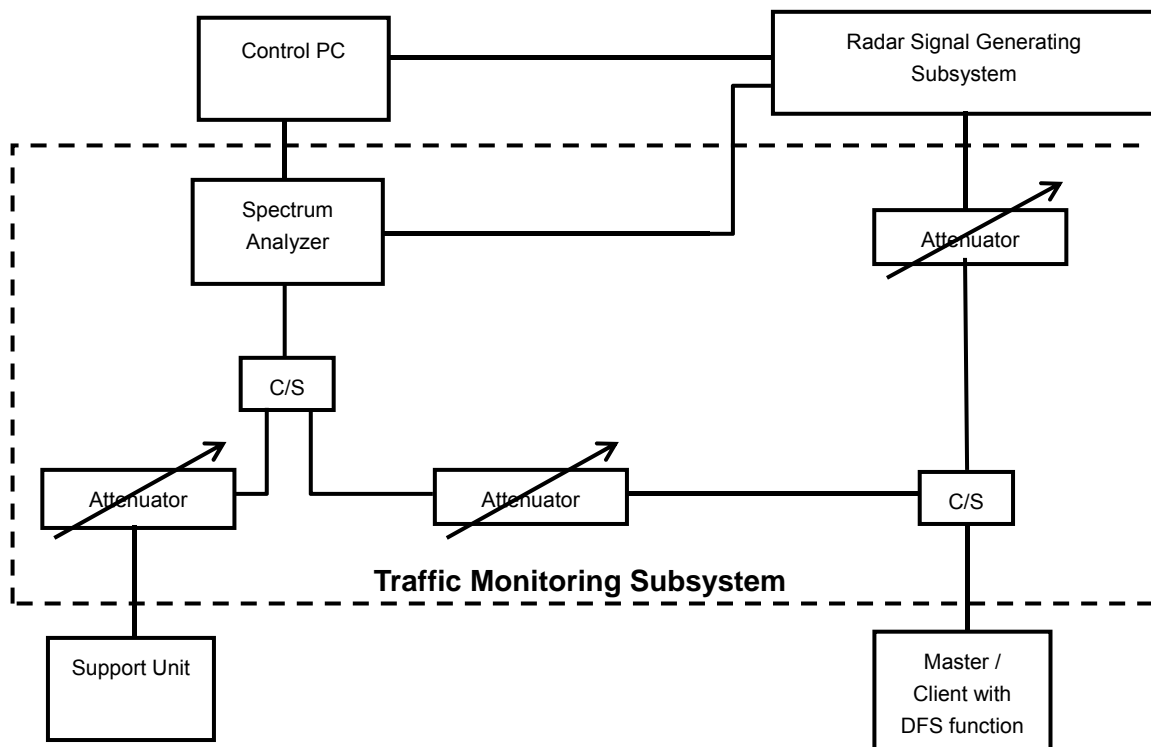 Control PC
Radar Signal Generating
Subsystem
Spectrum
Analyzer
Attenuator
C/S
Attenuator
Attenuator
C/S
Traffic Monitoring Subsystem
Support Unit
Master /
Client with
DFS function